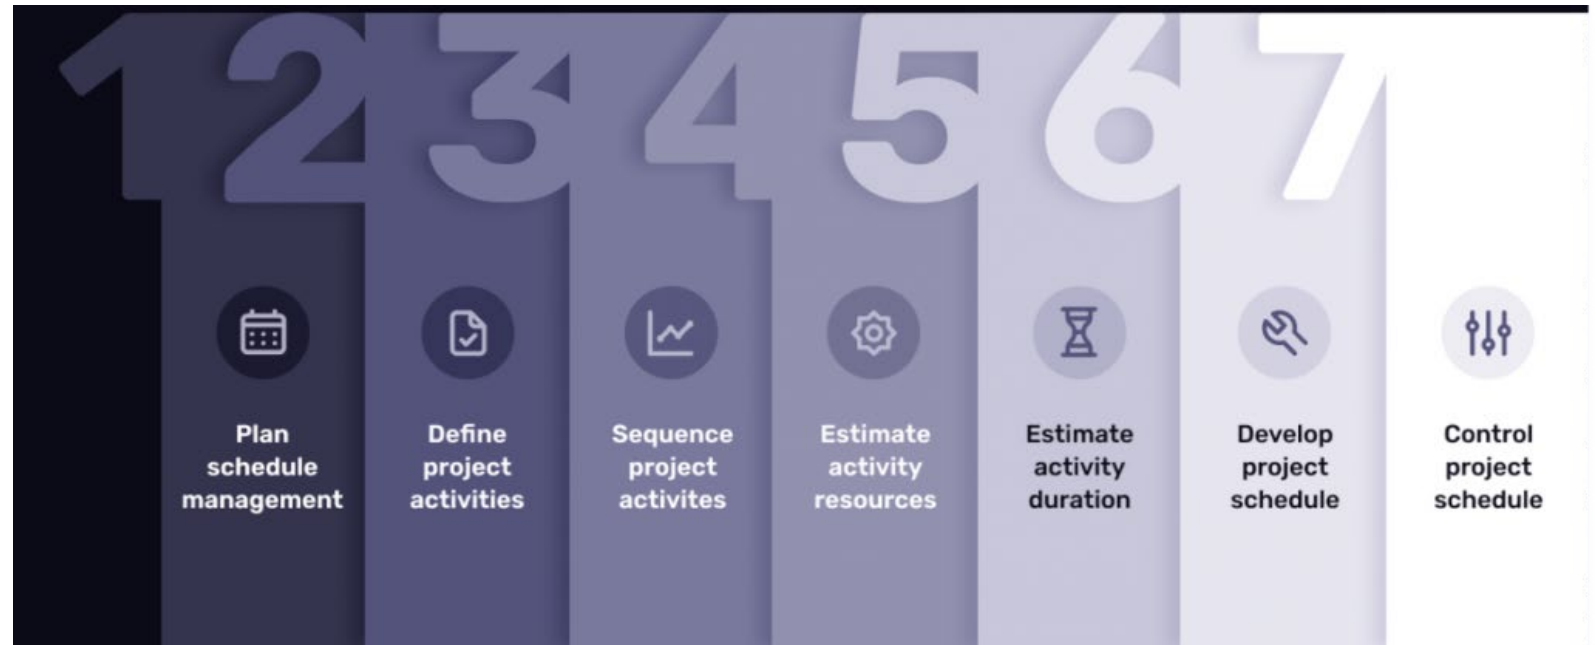 1
Plan
schedule
management
2
Define
project
activities
3
Sequence
project
activites
4
Estimate
activity
resources
5
Estimate
activity
duration
6
Develop
project
schedule
7
Control
project
schedule